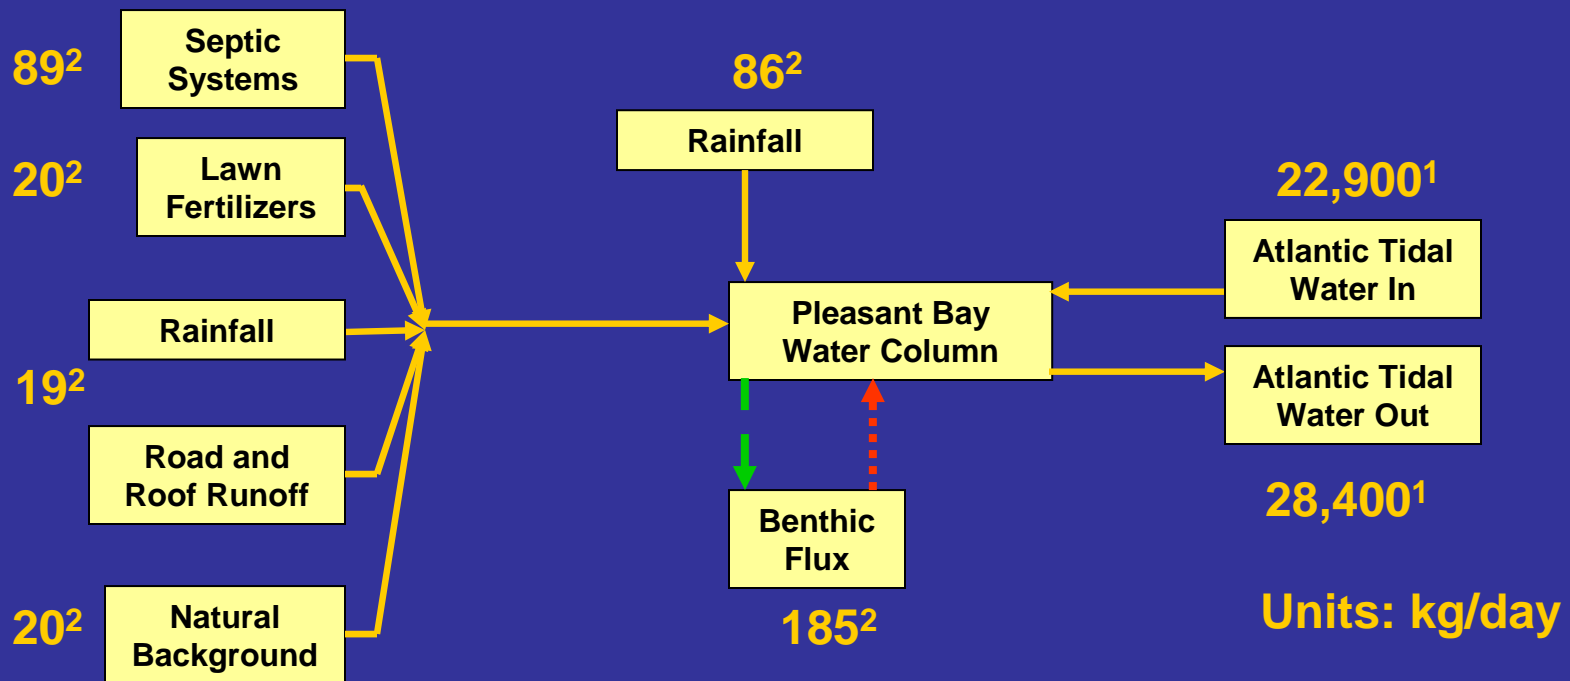 89²
Septic
Systems
20²
Lawn
Fertilizers
Rainfall
19²
Road and
Roof Runoff
20²
Natural
Background
86²
Rainfall
Pleasant Bay
Water Column
Benthic
Flux
185²
22,900¹
Atlantic Tidal
Water In
Atlantic Tidal
Water Out
28,400¹
Units: kg/day